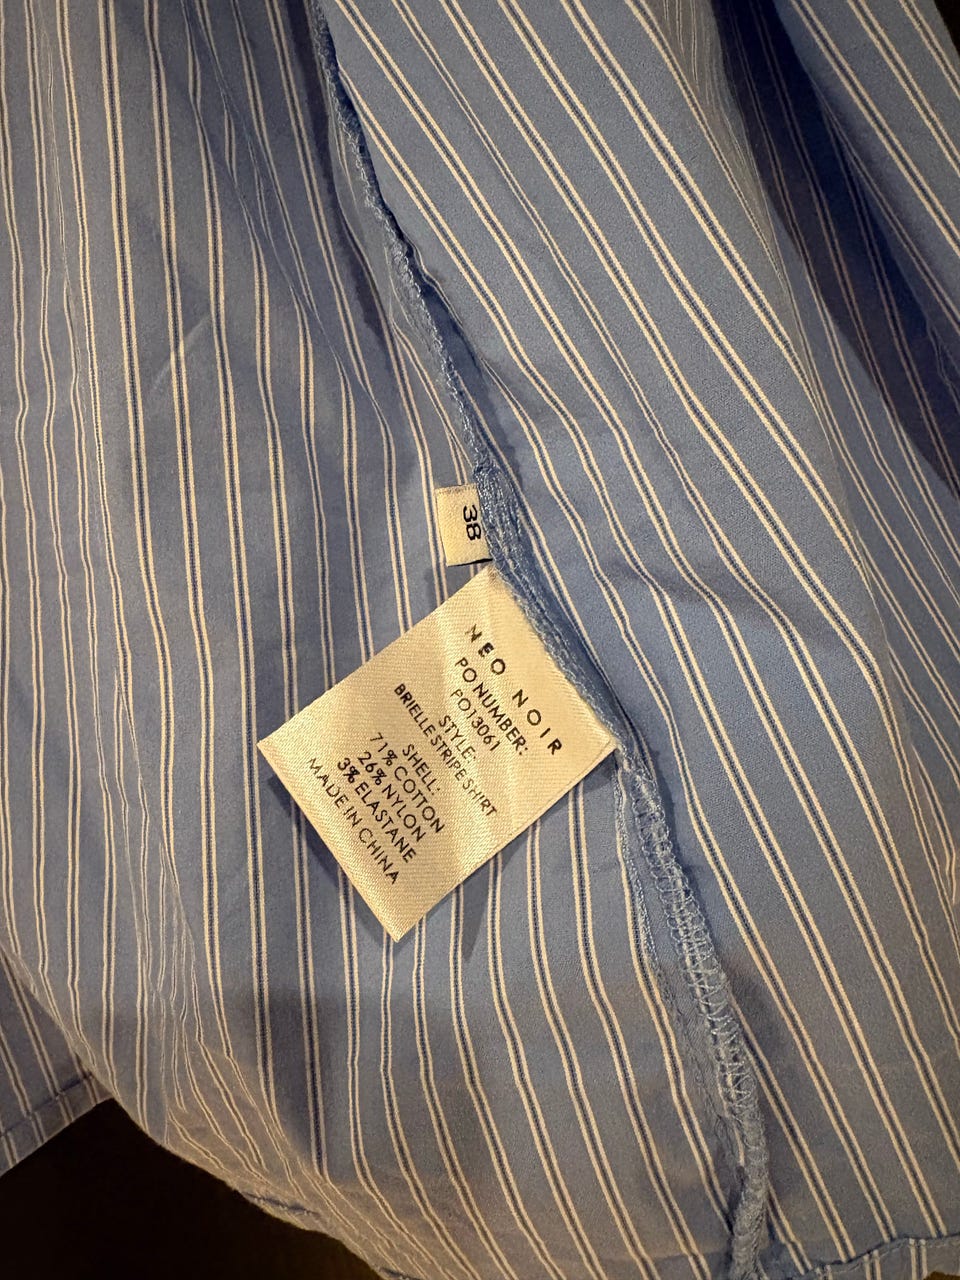 38
NEO NOIR
PO NUMBER:
PO13061
STYLE:
BRIELLE STRIPE SHIRT
SHELL:
71% COTTON
26% NYLON
3% ELASTANE
MADE IN CHINA